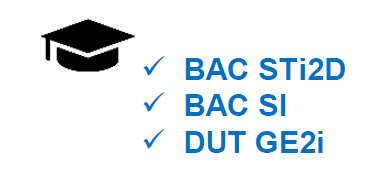 ✓ BAC STi2D
✓ BAC SI
✓ DUT GE2i